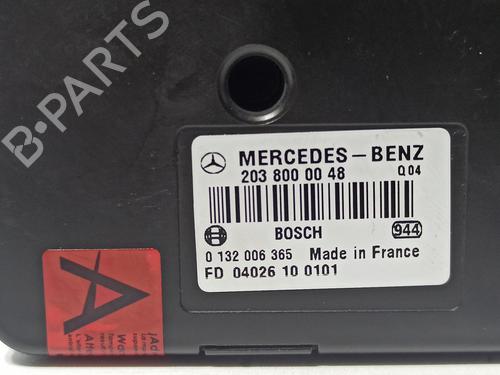 B-PARTS
MERCEDES-BENZ
203 800 00 48 Q04
BOSCH 944
0 132 006 365 Made in France
FD 04026 10 0101
A